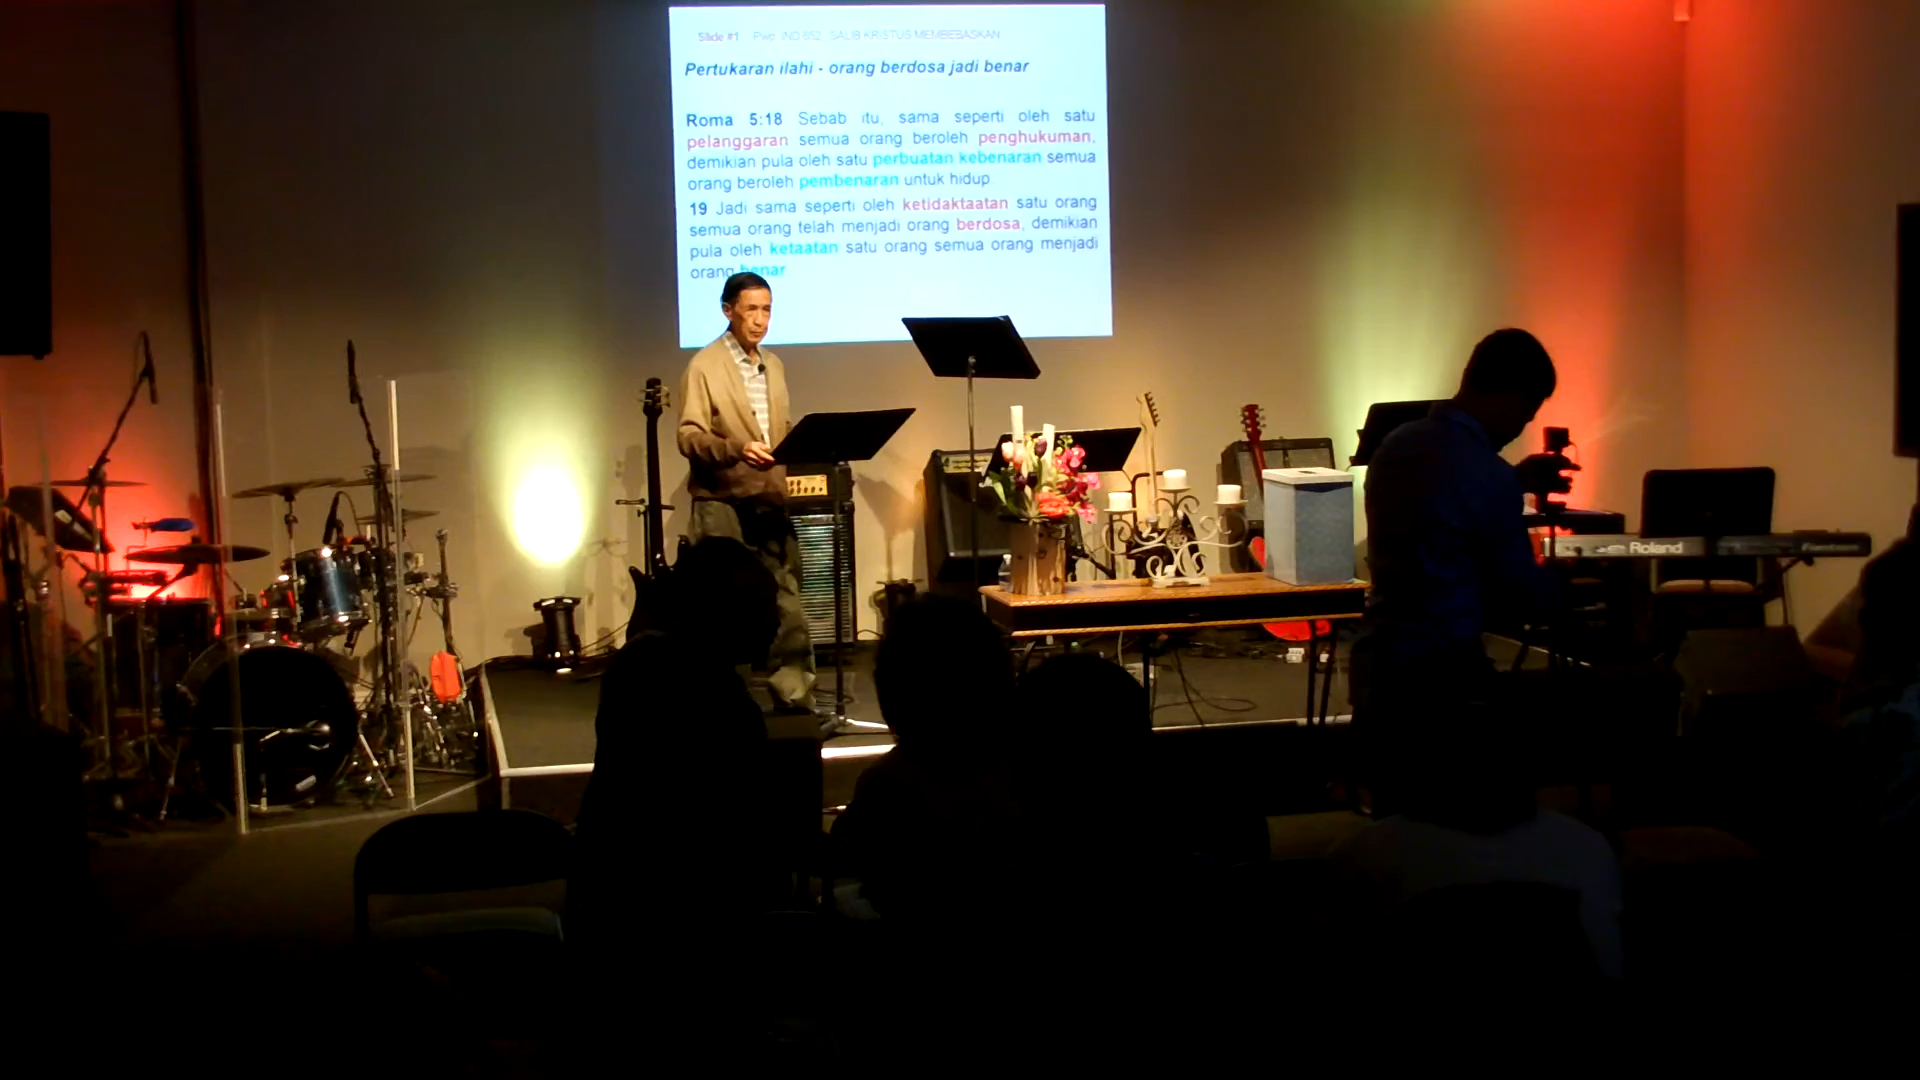 Slide #1 Pwo. IND 652 SALIB KRISTUS MEMBEBASKAN
Pertukaran ilahi - orang berdosa jadi benar
Roma 5:18 Sebab itu, sama seperti oleh satu
pelanggaran semua orang beroleh penghukuman,
demikian pula oleh satu perbuatan kebenaran semua
orang beroleh pembenaran untuk hidup.
19 Jadi sama seperti oleh ketidaktaatan satu orang
semua orang telah menjadi orang berdosa, demikian
pula oleh ketaatan satu orang semua orang menjadi
orang benar.
Roland